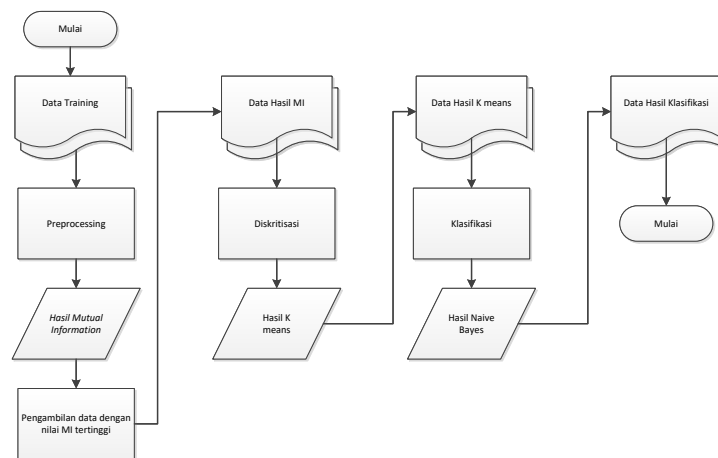 Mulai
Data Training
Preprocessing
Hasil Mutual
Information
Pengambilan data dengan
nilai MI tertinggi
Data Hasil MI
Diskritisasi
Hasil K
means
Data Hasil K means
Klasifikasi
Hasil Naive
Bayes
Data Hasil Klasifikasi
Mulai